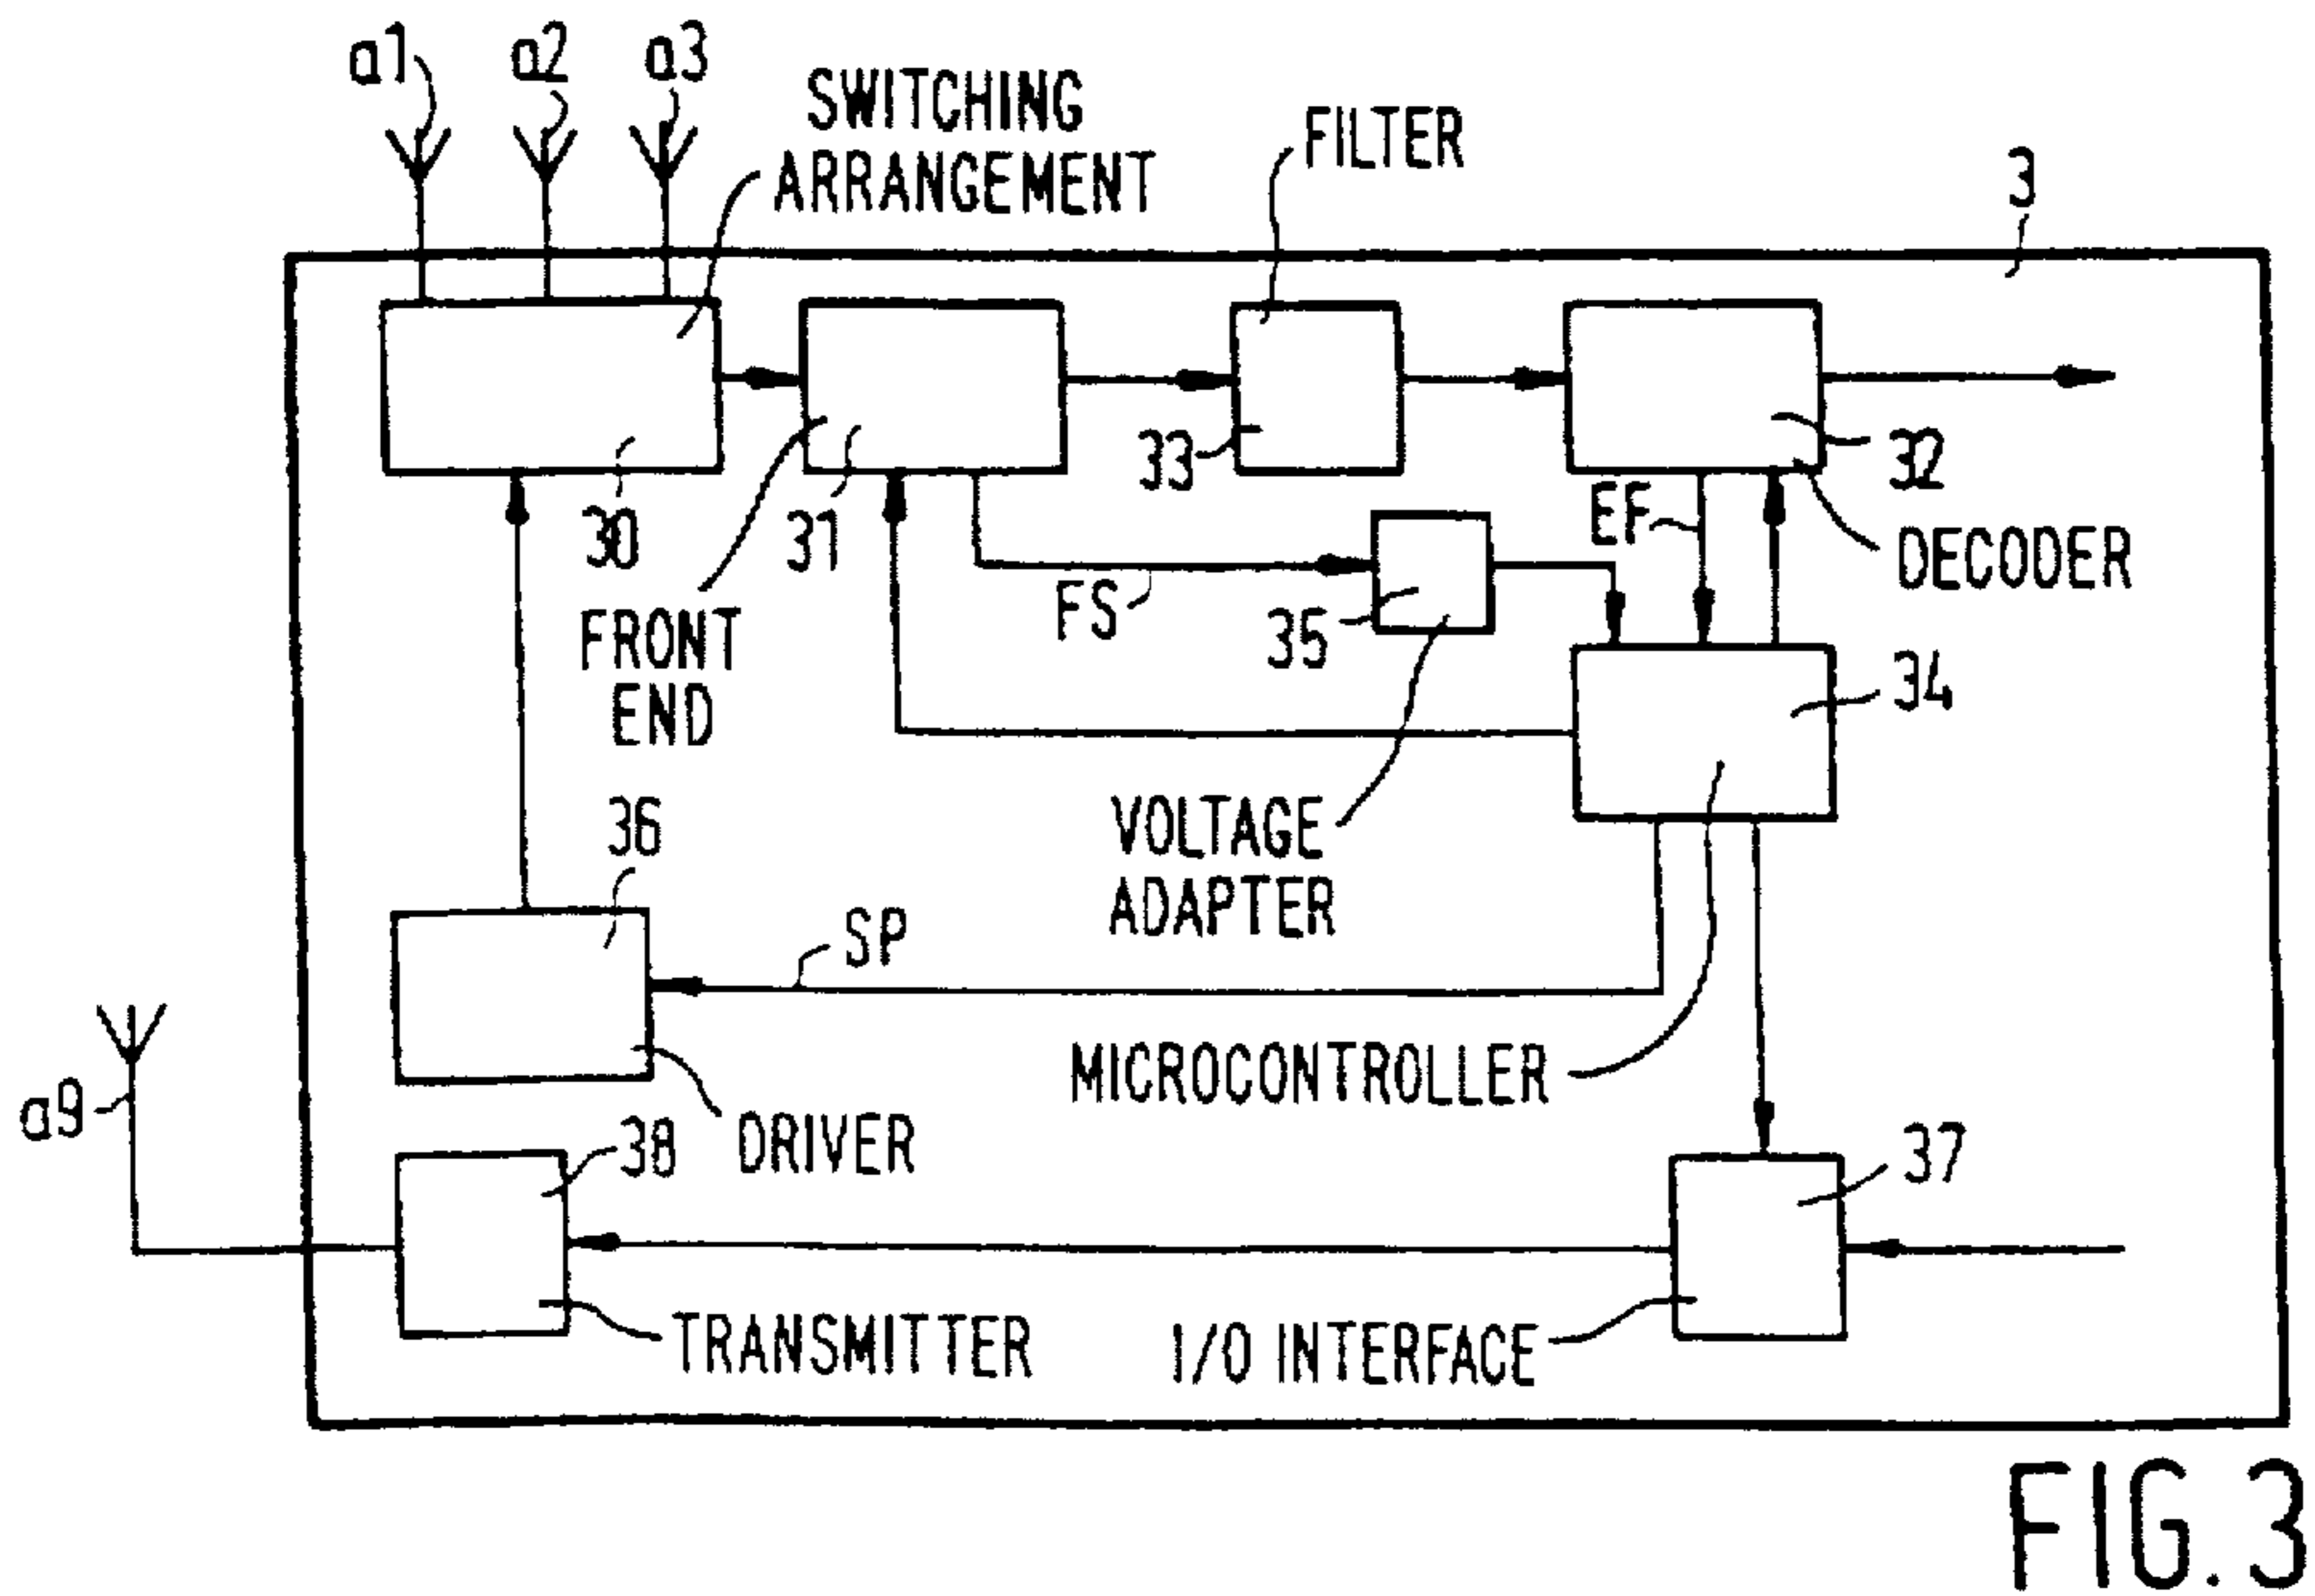 a1 a2 a3
SWITCHING
ARRANGEMENT
FILTER
3
30
31
33
32
EF
DECODER
FS
35
FRONT
END
34
VOLTAGE
ADAPTER
36
SP
MICROCONTROLLER
a9
DRIVER
38
37
TRANSMITTER
I/O INTERFACE
FIG. 3